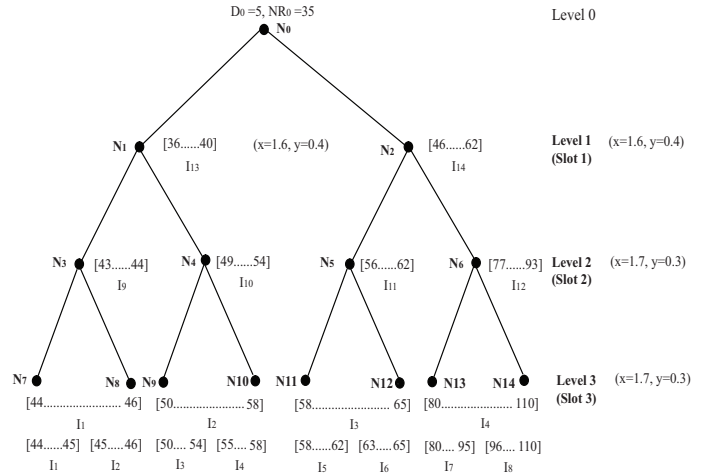 D0 =5, NR0 =35
N0
Level 0
N1 [36......40] (x=1.6, y=0.4) N2 [46......62] Level 1 (x=1.6, y=0.4)
I13 I14 (Slot 1)
N3 [43......44] N4 [49......54] N5 [56......62] N6 [77......93] Level 2 (x=1.7, y=0.3)
I9 I10 I11 I12 (Slot 2)
N7 N8 N9 N10 N11 N12 N13 N14 Level 3 (x=1.7, y=0.3)
[44...................... 46] [50.........................58] [58........................ 65] [80........................ 110] (Slot 3)
I1 I2 I3 I4
[44.....45] [45.....46] [50.... 54] [55.... 58] [58......62] [63.....65] [80.... 95] [96.... 110]
I1 I2 I3 I4 I5 I6 I7 I8